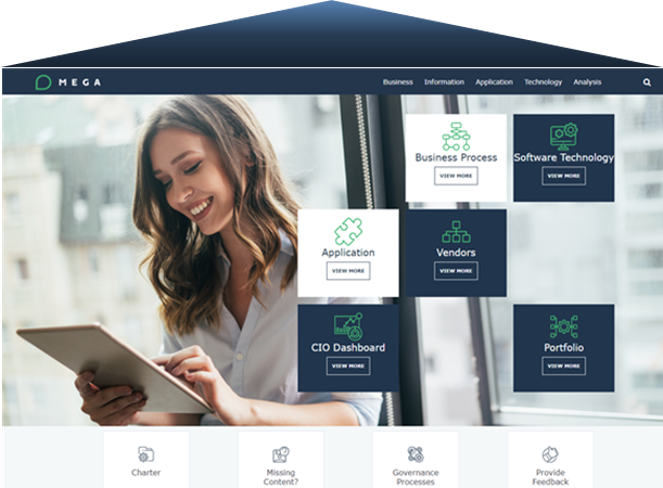 MEGA
Business Information Application Technology Analysis
Business Process
VIEW MORE
Software Technology
VIEW MORE
Application
VIEW MORE
Vendors
VIEW MORE
CIO Dashboard
VIEW MORE
Portfolio
VIEW MORE
Charter
Missing
Content?
Governance
Processes
Provide
Feedback